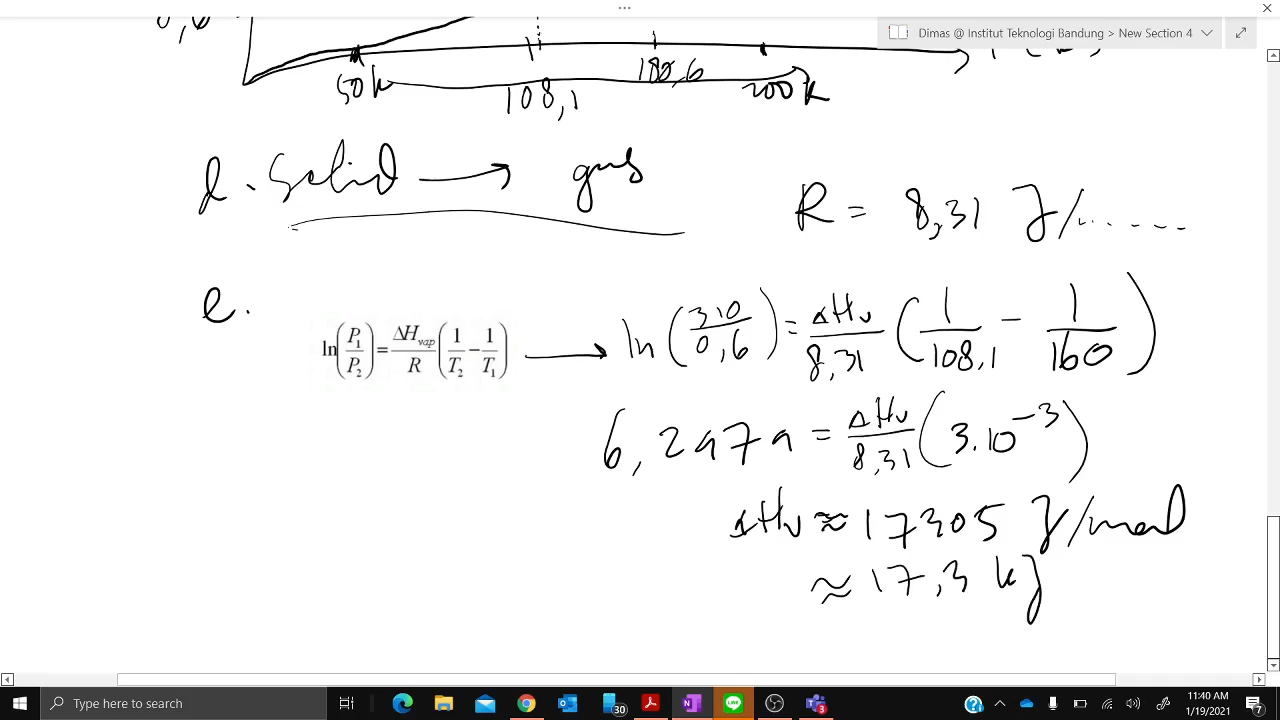 Dimas @ Institut Teknologi Bandung > New Section 4
50 k 108,1 180,6 200 k
d. Solid → gas
R = 8,31 J/......
e.
ln(P1/P2) = ΔHvap/R (1/T2 − 1/T1) → ln(310/0,6) = ΔHv/8,31 (1/108,1 − 1/160)
6,2479 = ΔHv/8,31 (3.10^-3)
ΔHv ≈ 17305 J/mol
≈ 17,3 kJ
Type here to search
30
3
11:40 AM
1/19/2021
7